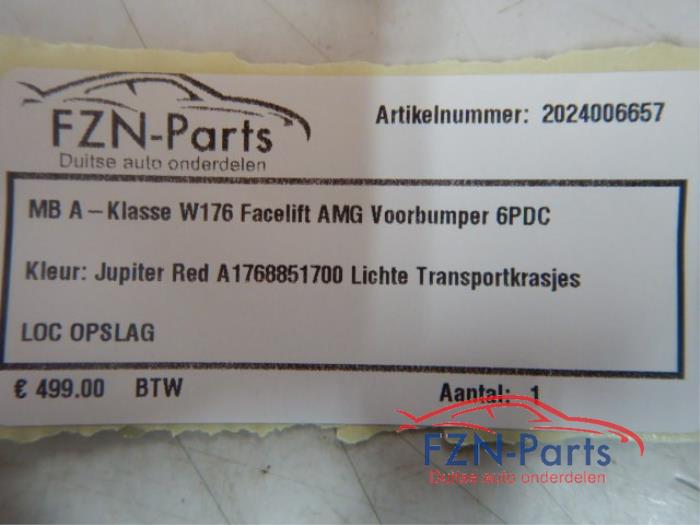 FZN-Parts
Duitse auto onderdelen
Artikelnummer: 2024006657
MB A - Klasse W176 Facelift AMG Voorbumper 6PDC
Kleur: Jupiter Red A1768851700 Lichte Transportkrasjes
LOC OPSLAG
€ 499.00 BTW Aantal: 1
FZN-Parts
Duitse auto onderdelen